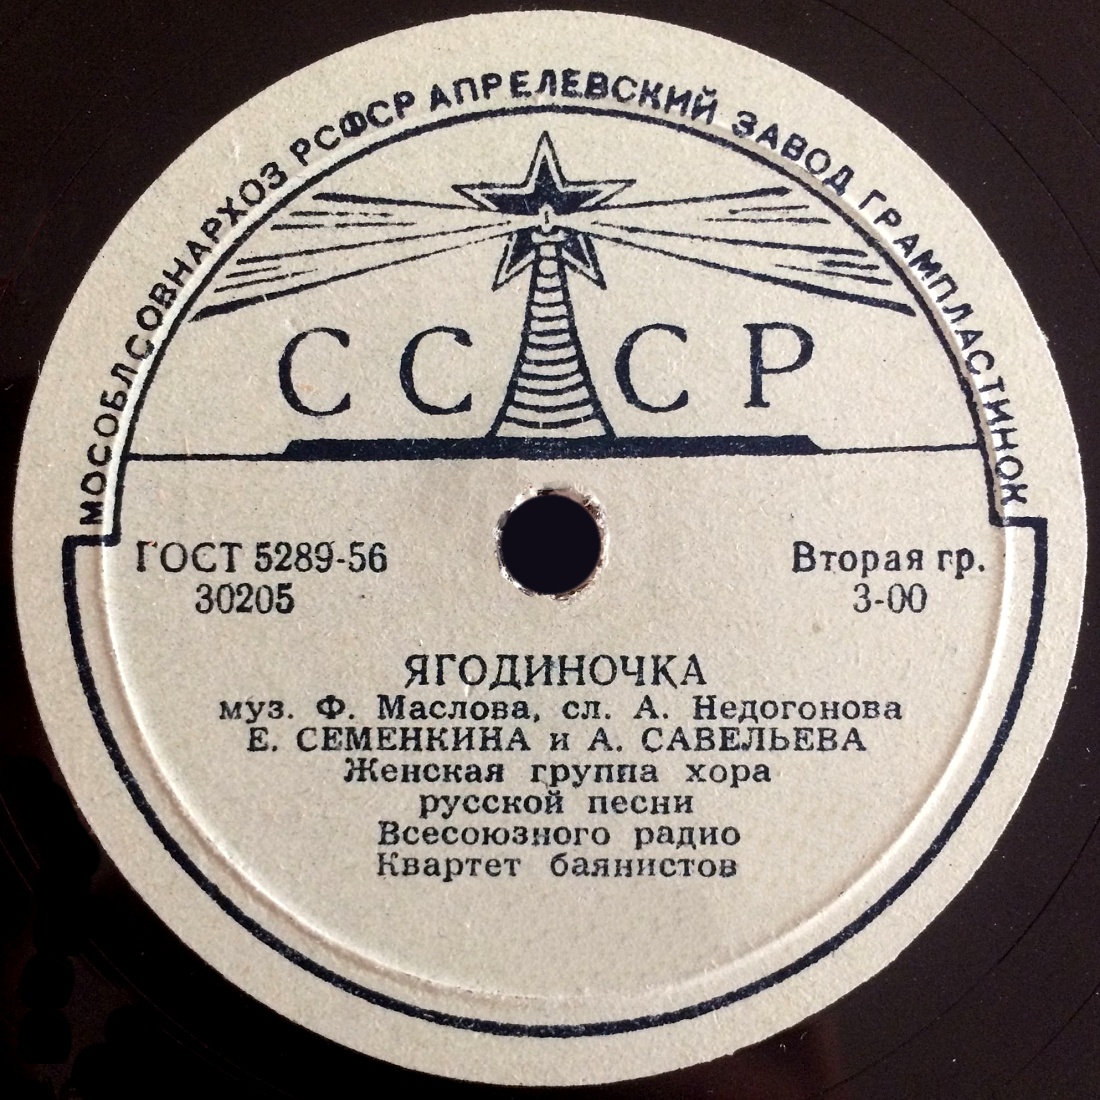 МОСОБЛСОВНАРХОЗ РСФСР АПРЕЛЕВСКИЙ ЗАВОД ГРАМПЛАСТИНОК
СССР
ГОСТ 5289-56
30205
Вторая гр.
3-00
ЯГОДИНОЧКА
муз. Ф. Маслова, сл. А. Недогонова
Е. СЕМЕНКИНА и А. САВЕЛЬЕВА
Женская группа хора
русской песни
Всесоюзного радио
Квартет баянистов